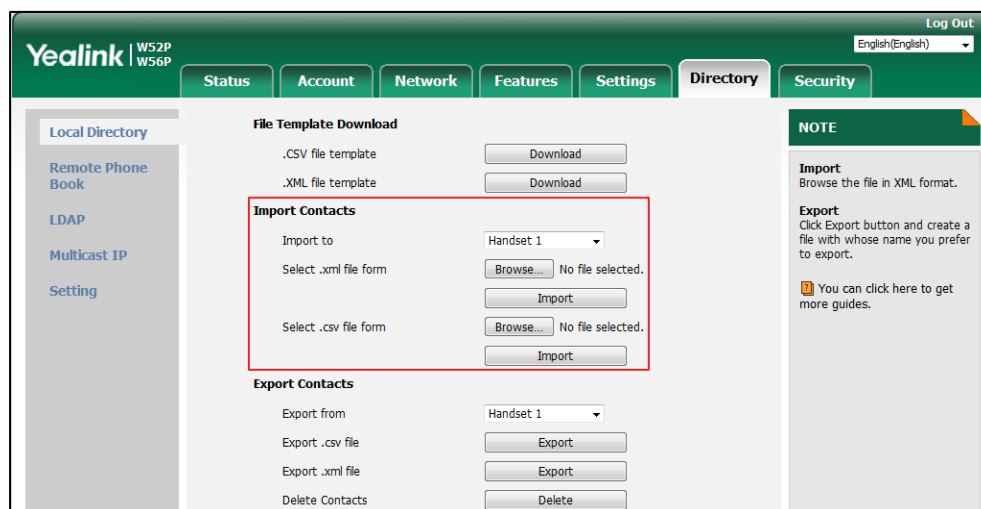 Log Out
Yealink | W52P
W56P
English(English)
Status Account Network Features Settings Directory Security
Local Directory
Remote Phone
Book
LDAP
Multicast IP
Setting
File Template Download
.CSV file template Download
.XML file template Download
Import Contacts
Import to Handset 1
Select .xml file form Browse... No file selected.
Import
Select .csv file form Browse... No file selected.
Import
Export Contacts
Export from Handset 1
Export .csv file Export
Export .xml file Export
Delete Contacts Delete
NOTE
Import
Browse the file in XML format.
Export
Click Export button and create a
file with whose name you prefer
to export.
? You can click here to get
more guides.